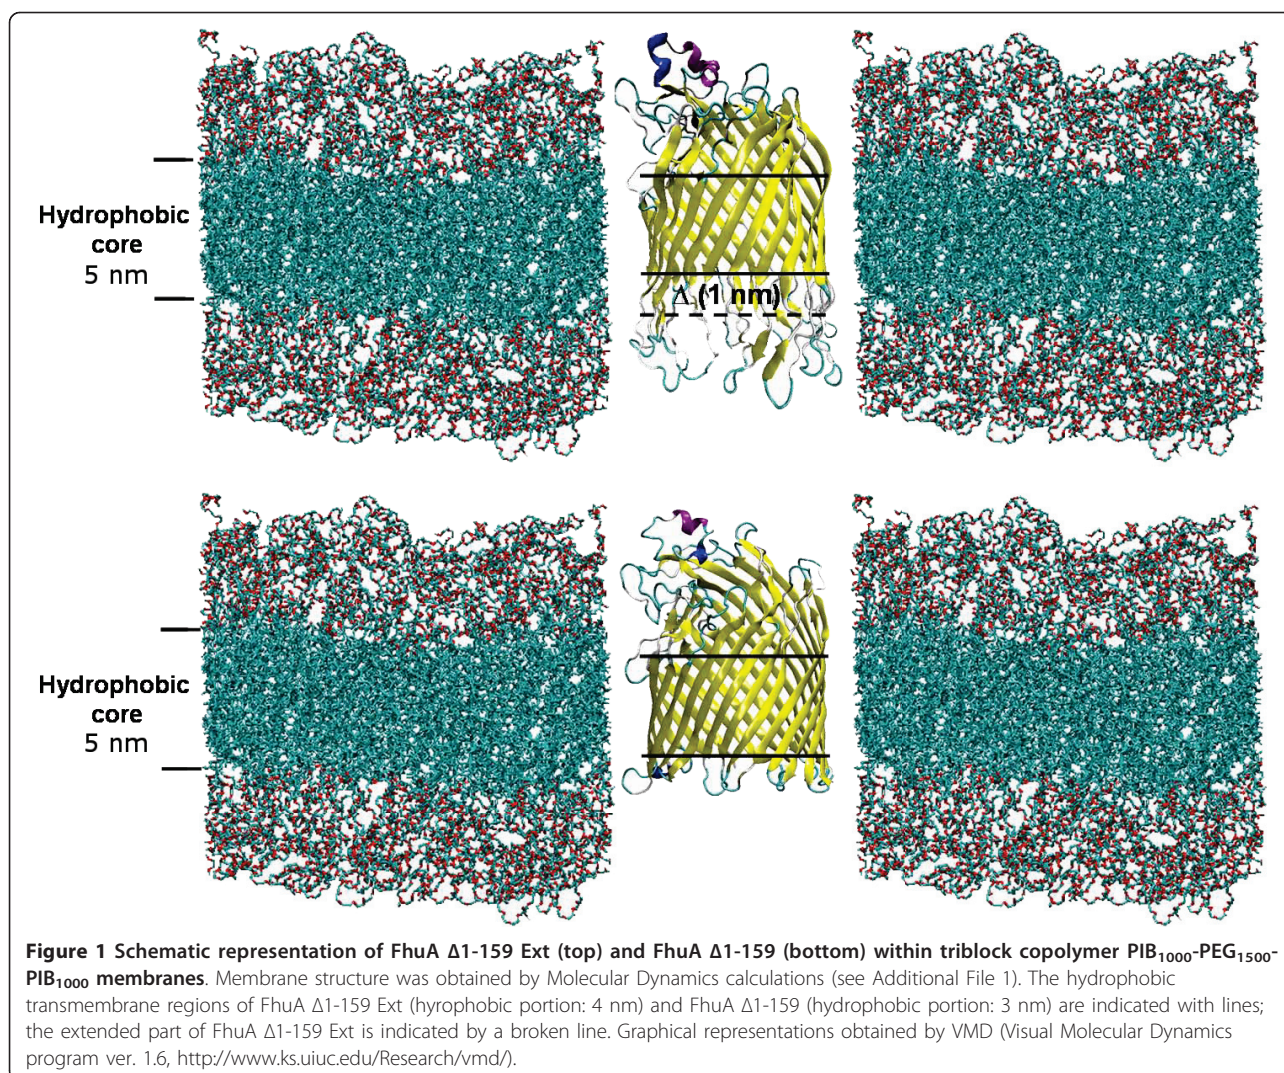 Hydrophobic
core
5 nm
Δ (1 nm)
Hydrophobic
core
5 nm
Figure 1 Schematic representation of FhuA Δ1-159 Ext (top) and FhuA Δ1-159 (bottom) within triblock copolymer PIB1000-PEG1500-
PIB1000 membranes. Membrane structure was obtained by Molecular Dynamics calculations (see Additional File 1). The hydrophobic
transmembrane regions of FhuA Δ1-159 Ext (hyrophobic portion: 4 nm) and FhuA Δ1-159 (hydrophobic portion: 3 nm) are indicated with lines;
the extended part of FhuA Δ1-159 Ext is indicated by a broken line. Graphical representations obtained by VMD (Visual Molecular Dynamics
program ver. 1.6, http://www.ks.uiuc.edu/Research/vmd/).